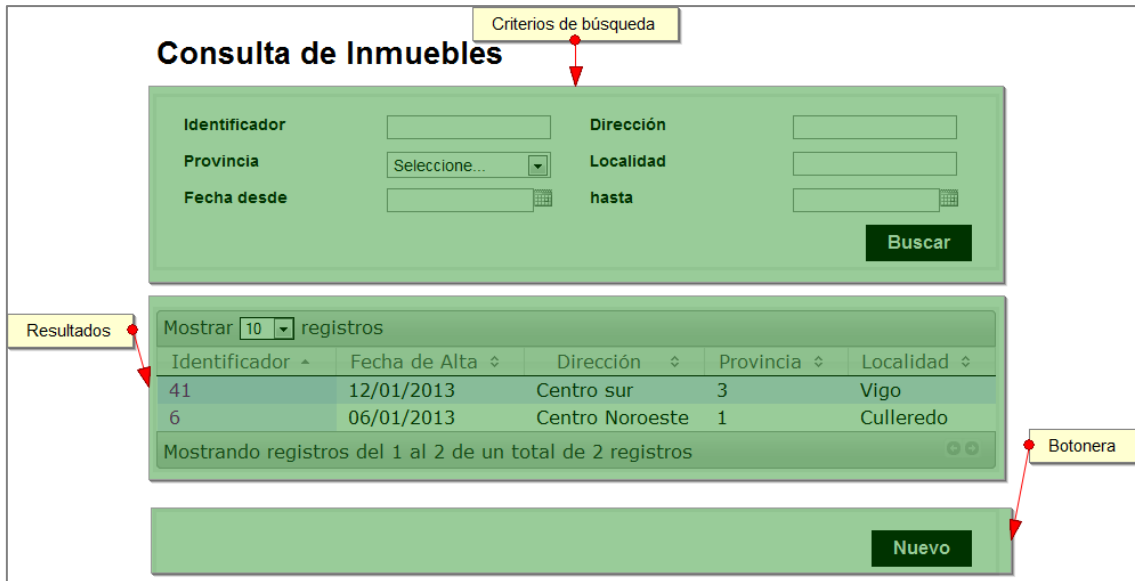 Criterios de búsqueda
Consulta de Inmuebles
Identificador Dirección
Provincia Seleccione... Localidad
Fecha desde hasta
Buscar
Resultados
Mostrar 10 registros
Identificador Fecha de Alta Dirección Provincia Localidad
41 12/01/2013 Centro sur 3 Vigo
6 06/01/2013 Centro Noroeste 1 Culleredo
Mostrando registros del 1 al 2 de un total de 2 registros
Botonera
Nuevo